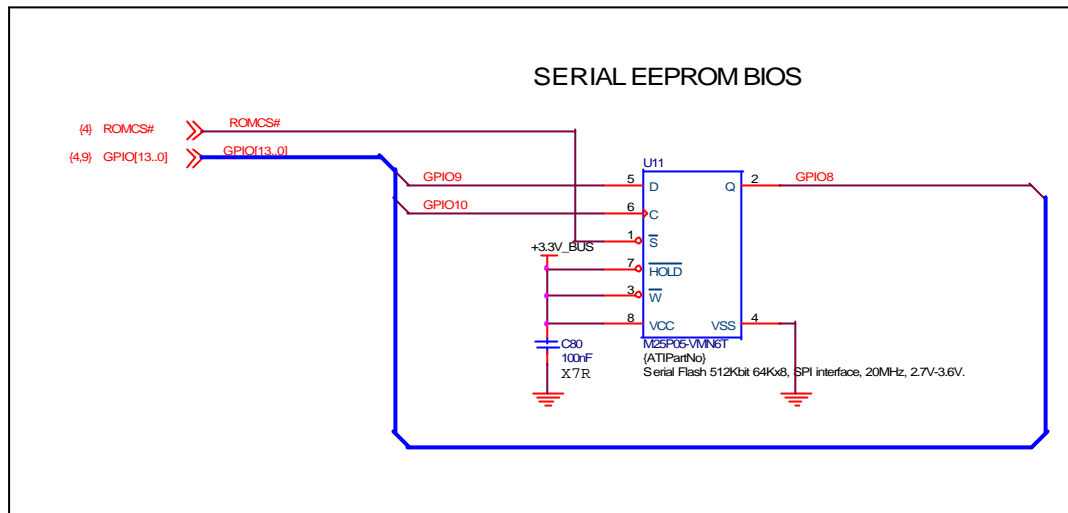 SERIAL EEPROM BIOS
{4} ROMCS# ROMCS#
{4,9} GPIO[13..0] GPIO[13..0]
U11
GPIO9 5 D Q 2 GPIO8
GPIO10 6 C
1 S
+3.3V_BUS
7 HOLD
3 W
8 VCC VSS 4
C80 M25P05-VMN6T
100nF {ATIPartNo}
X7R Serial Flash 512Kbit 64Kx8, SPI interface, 20MHz, 2.7V-3.6V.